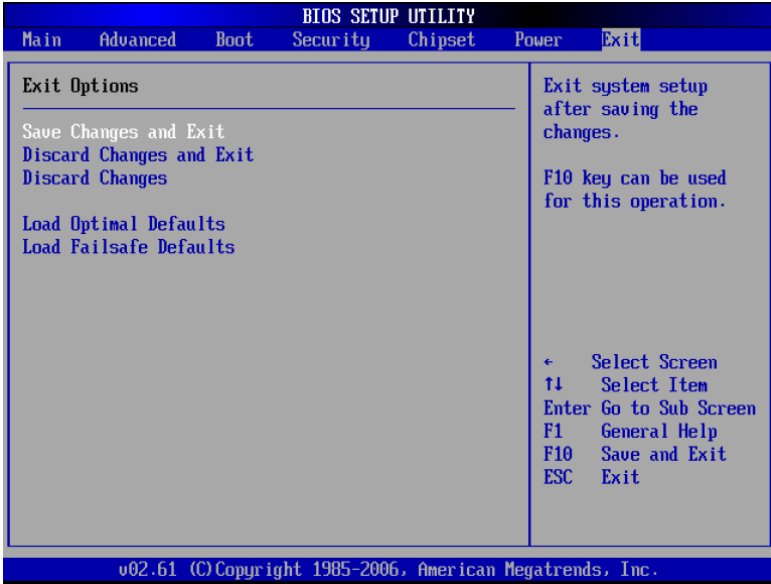 BIOS SETUP UTILITY
Main Advanced Boot Security Chipset Power Exit
Exit Options
Save Changes and Exit
Discard Changes and Exit
Discard Changes
Load Optimal Defaults
Load Failsafe Defaults
Exit system setup
after saving the
changes.
F10 key can be used
for this operation.
← Select Screen
↑↓ Select Item
Enter Go to Sub Screen
F1 General Help
F10 Save and Exit
ESC Exit
v02.61 (C)Copyright 1985-2006, American Megatrends, Inc.